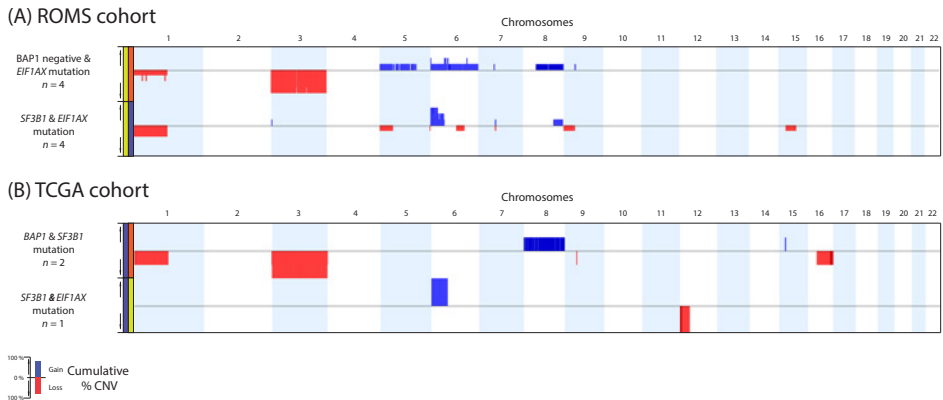 (A) ROMS cohort
Chromosomes
1 2 3 4 5 6 7 8 9 10 11 12 13 14 15 16 17 18 19 20 21 22
BAP1 negative &
EIF1AX mutation
n = 4
SF3B1 & EIF1AX
mutation
n = 4
(B) TCGA cohort
Chromosomes
1 2 3 4 5 6 7 8 9 10 11 12 13 14 15 16 17 18 19 20 21 22
BAP1 & SF3B1
mutation
n = 2
SF3B1 & EIF1AX
mutation
n = 1
100 %
0 %
100 %
Gain
Loss
Cumulative
% CNV